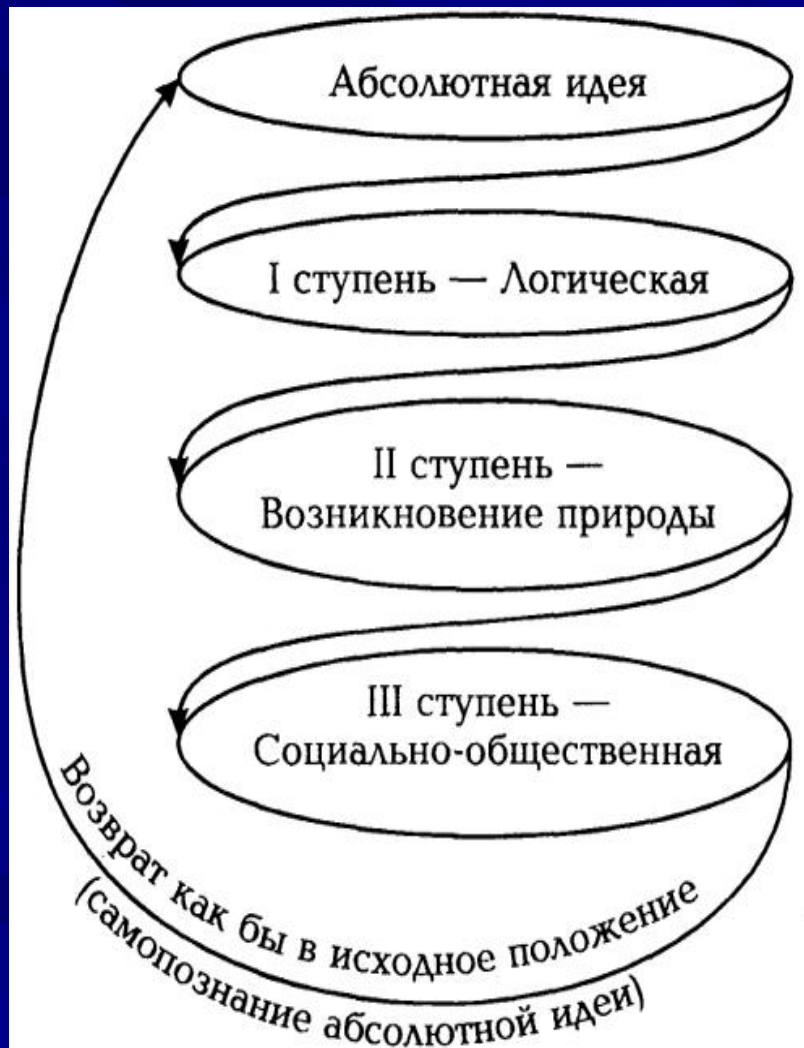 Абсолютная идея
I ступень — Логическая
II ступень —
Возникновение природы
III ступень —
Социально-общественная
Возврат как бы в исходное положение
(самопознание абсолютной идеи)